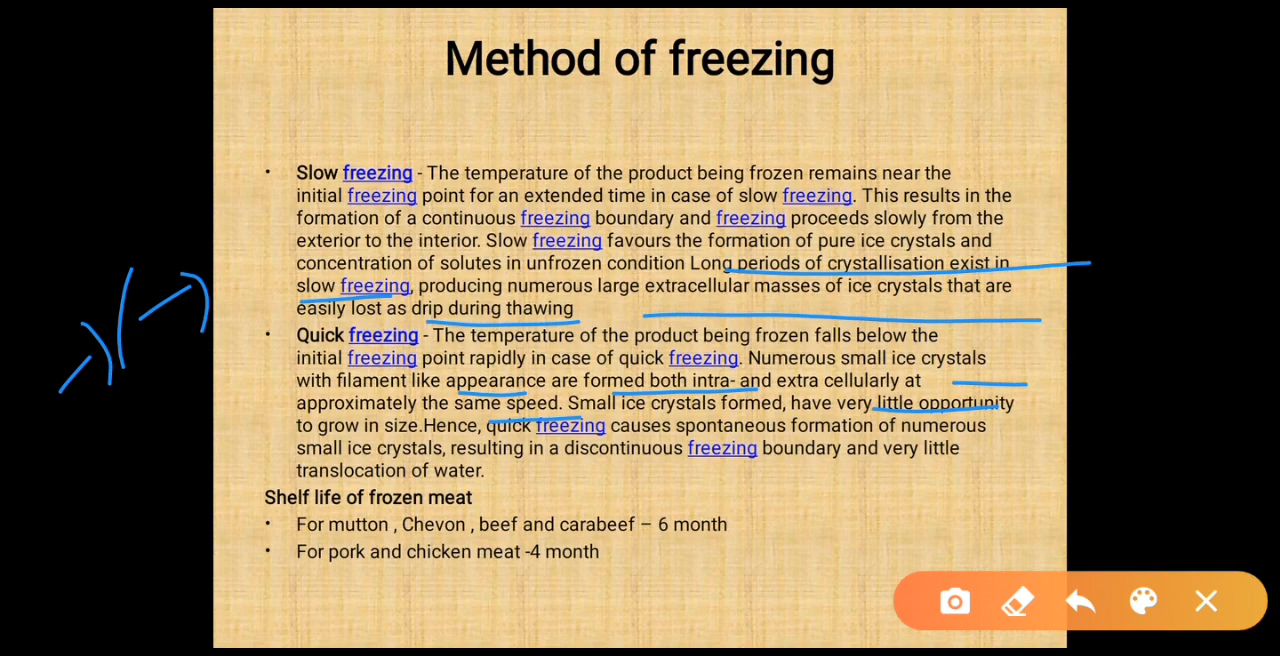 Method of freezing
• Slow freezing - The temperature of the product being frozen remains near the
initial freezing point for an extended time in case of slow freezing. This results in the
formation of a continuous freezing boundary and freezing proceeds slowly from the
exterior to the interior. Slow freezing favours the formation of pure ice crystals and
concentration of solutes in unfrozen condition Long periods of crystallisation exist in
slow freezing, producing numerous large extracellular masses of ice crystals that are
easily lost as drip during thawing
• Quick freezing - The temperature of the product being frozen falls below the
initial freezing point rapidly in case of quick freezing. Numerous small ice crystals
with filament like appearance are formed both intra- and extra cellularly at
approximately the same speed. Small ice crystals formed, have very little opportunity
to grow in size.Hence, quick freezing causes spontaneous formation of numerous
small ice crystals, resulting in a discontinuous freezing boundary and very little
translocation of water.
Shelf life of frozen meat
• For mutton , Chevon , beef and carabeef – 6 month
• For pork and chicken meat -4 month